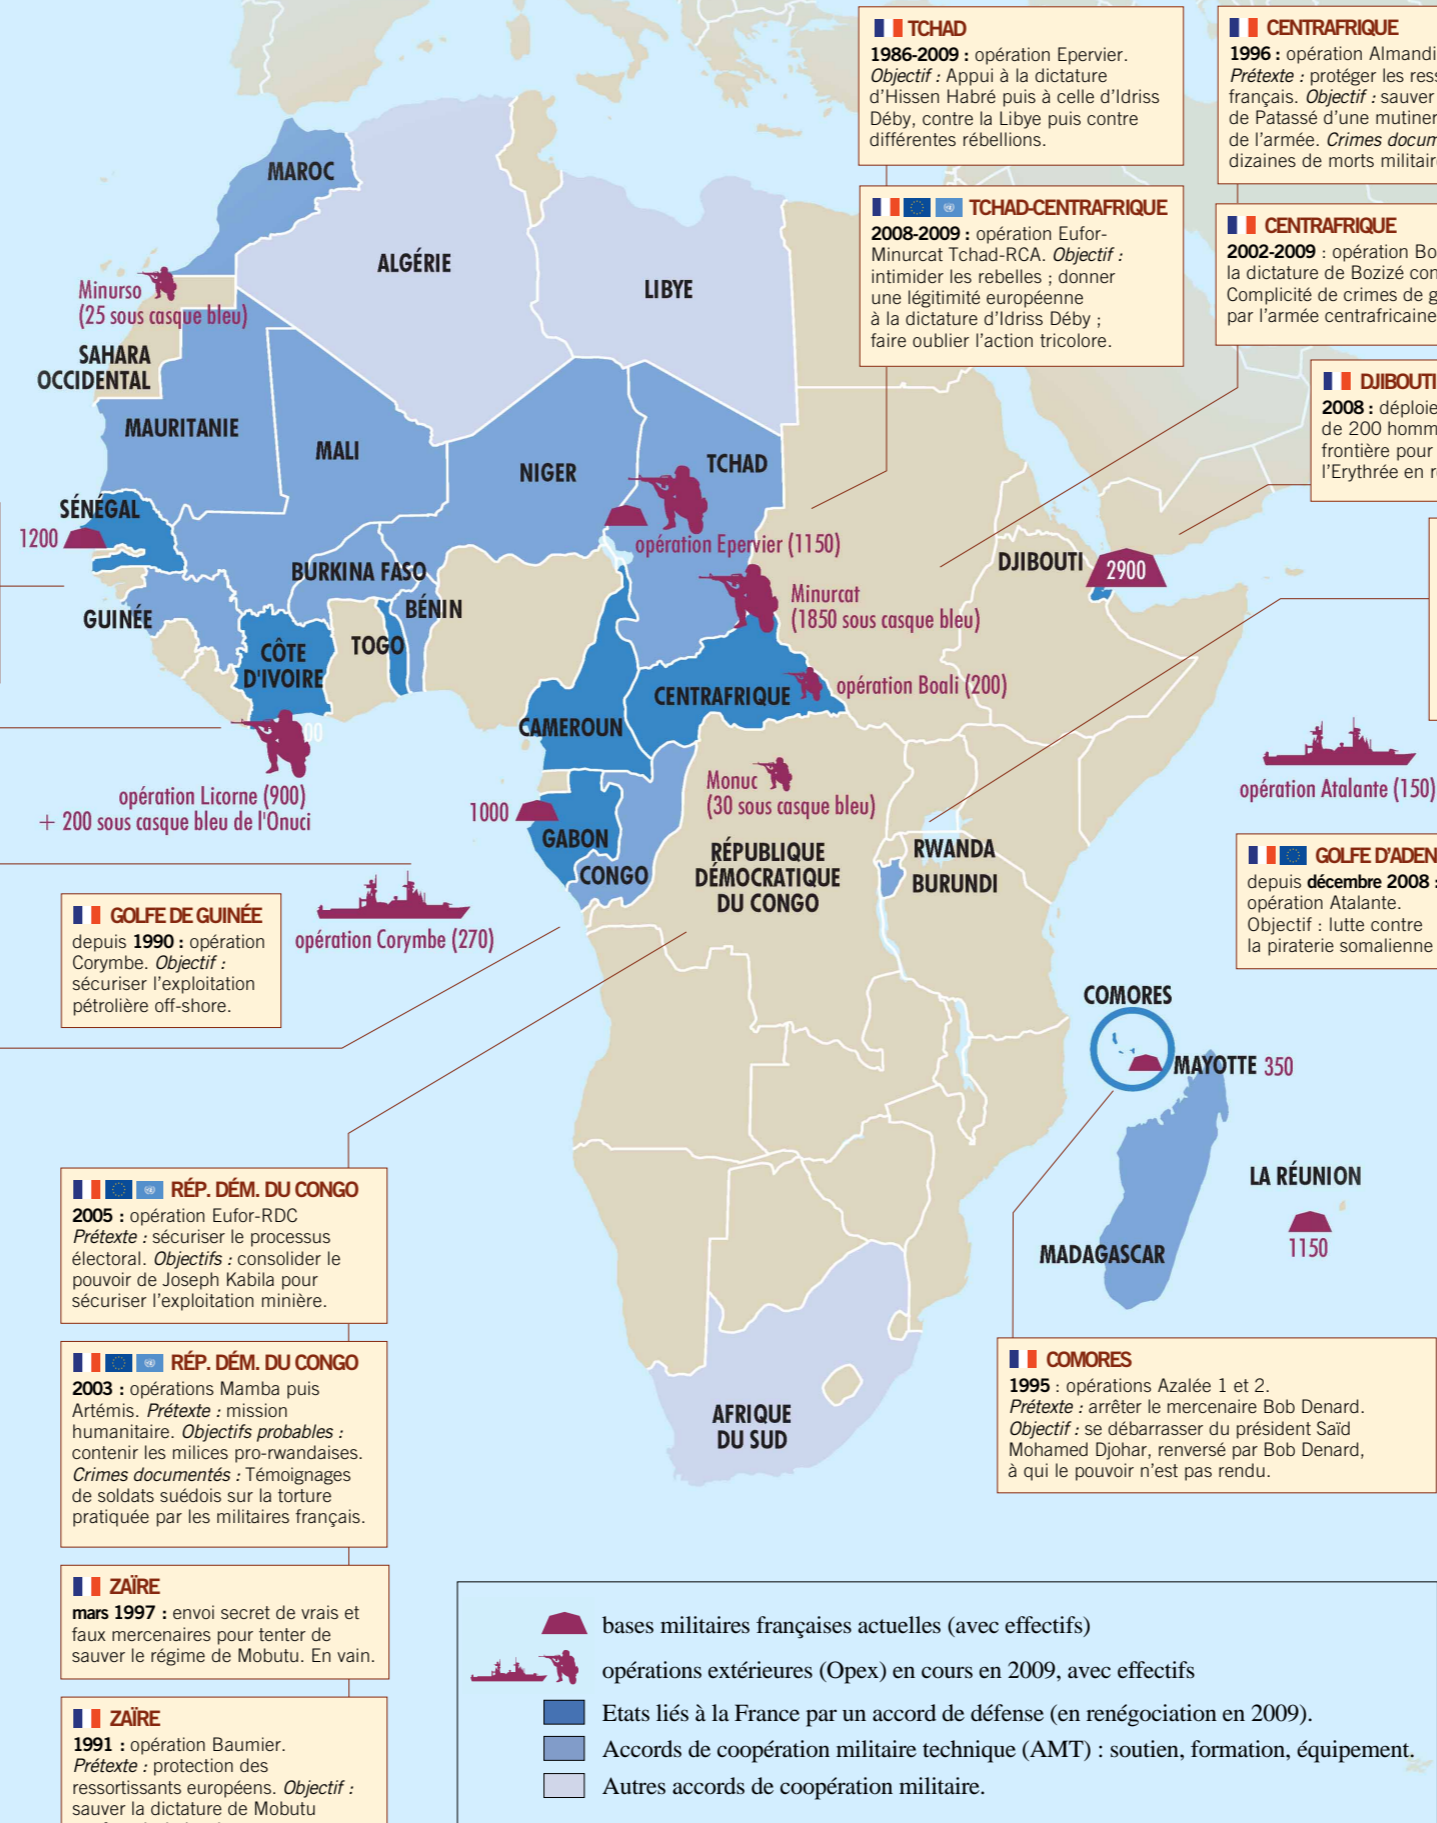 TCHAD
1986-2009 : opération Epervier.
Objectif : Appui à la dictature
d'Hissen Habré puis à celle d'Idriss
Déby, contre la Libye puis contre
différentes rébellions.
CENTRAFRIQUE
1996 : opération Almandi
Prétexte : protéger les ress
français. Objectif : sauver
de Patassé d'une mutiner
de l'armée. Crimes docum
dizaines de morts militair
TCHAD-CENTRAFRIQUE
2008-2009 : opération Eufor-
Minurcat Tchad-RCA. Objectif :
intimider les rebelles ; donner
une légitimité européenne
à la dictature d'Idriss Déby ;
faire oublier l'action tricolore.
CENTRAFRIQUE
2002-2009 : opération Bo
la dictature de Bozizé con
Complicité de crimes de g
par l'armée centrafricaine
DJIBOUTI
2008 : déploie
de 200 homm
frontière pour
l'Erythrée en r
MAROC
ALGÉRIE
LIBYE
Minurso
(25 sous casque bleu)
SAHARA
OCCIDENTAL
MAURITANIE
MALI
NIGER
TCHAD
SÉNÉGAL
1200
opération Epervier (1150)
BURKINA FASO
BÉNIN
GUINÉE
CÔTE
D'IVOIRE
TOGO
DJIBOUTI
2900
Minurcat
(1850 sous casque bleu)
CENTRAFRIQUE
opération Boali (200)
CAMEROUN
00
opération Licorne (900)
+ 200 sous casque bleu de l'Onuci
Monuc
(30 sous casque bleu)
1000
GABON
CONGO
RÉPUBLIQUE
DÉMOCRATIQUE
DU CONGO
RWANDA
BURUNDI
opération Atalante (150)
GOLFE D'ADEN
depuis décembre 2008 :
opération Atalante.
Objectif : lutte contre
la piraterie somalienne
GOLFE DE GUINÉE
depuis 1990 : opération
Corymbe. Objectif :
sécuriser l'exploitation
pétrolière off-shore.
opération Corymbe (270)
COMORES
MAYOTTE 350
MADAGASCAR
LA RÉUNION
1150
AFRIQUE
DU SUD
RÉP. DÉM. DU CONGO
2005 : opération Eufor-RDC
Prétexte : sécuriser le processus
électoral. Objectifs : consolider le
pouvoir de Joseph Kabila pour
sécuriser l'exploitation minière.
RÉP. DÉM. DU CONGO
2003 : opérations Mamba puis
Artémis. Prétexte : mission
humanitaire. Objectifs probables :
contenir les milices pro-rwandaises.
Crimes documentés : Témoignages
de soldats suédois sur la torture
pratiquée par les militaires français.
COMORES
1995 : opérations Azalée 1 et 2.
Prétexte : arrêter le mercenaire Bob Denard.
Objectif : se débarrasser du président Saïd
Mohamed Djohar, renversé par Bob Denard,
à qui le pouvoir n'est pas rendu.
ZAÏRE
mars 1997 : envoi secret de vrais et
faux mercenaires pour tenter de
sauver le régime de Mobutu. En vain.
ZAÏRE
1991 : opération Baumier.
Prétexte : protection des
ressortissants européens. Objectif :
sauver la dictature de Mobutu
bases militaires françaises actuelles (avec effectifs)
opérations extérieures (Opex) en cours en 2009, avec effectifs
Etats liés à la France par un accord de défense (en renégociation en 2009).
Accords de coopération militaire technique (AMT) : soutien, formation, équipement.
Autres accords de coopération militaire.